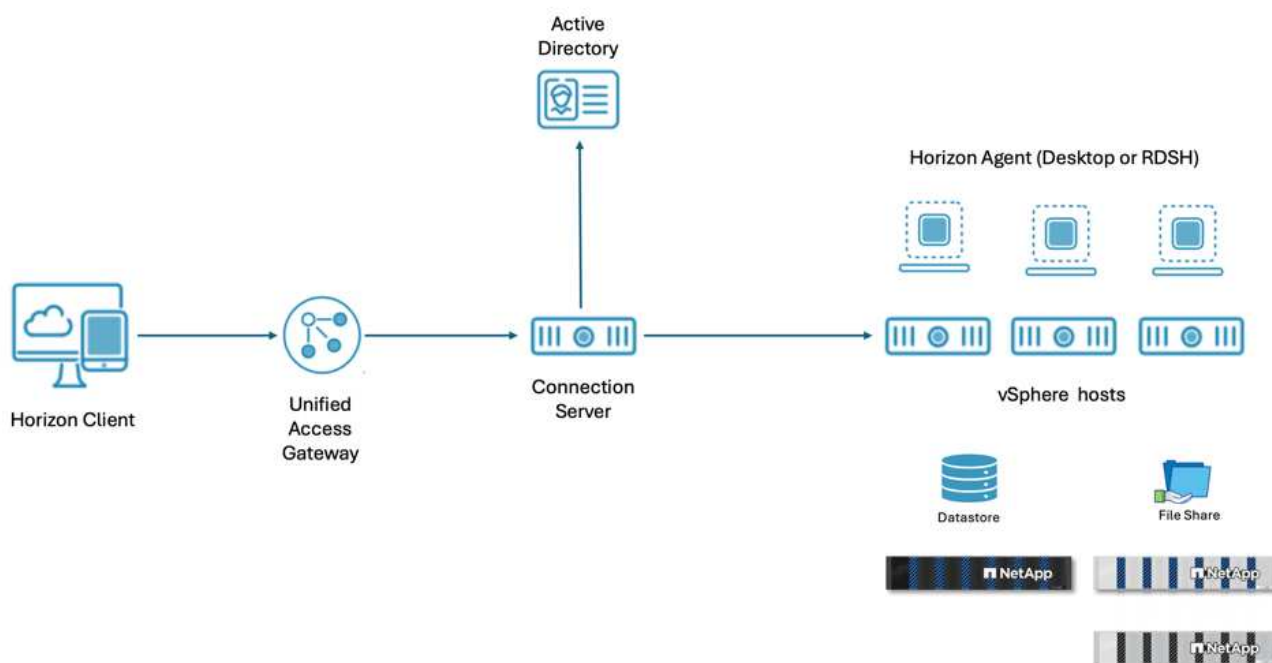 Active
Directory
Horizon Agent (Desktop or RDSH)
Horizon Client
Unified
Access
Gateway
Connection
Server
vSphere hosts
Datastore
File Share
NetApp
NetApp
NetApp